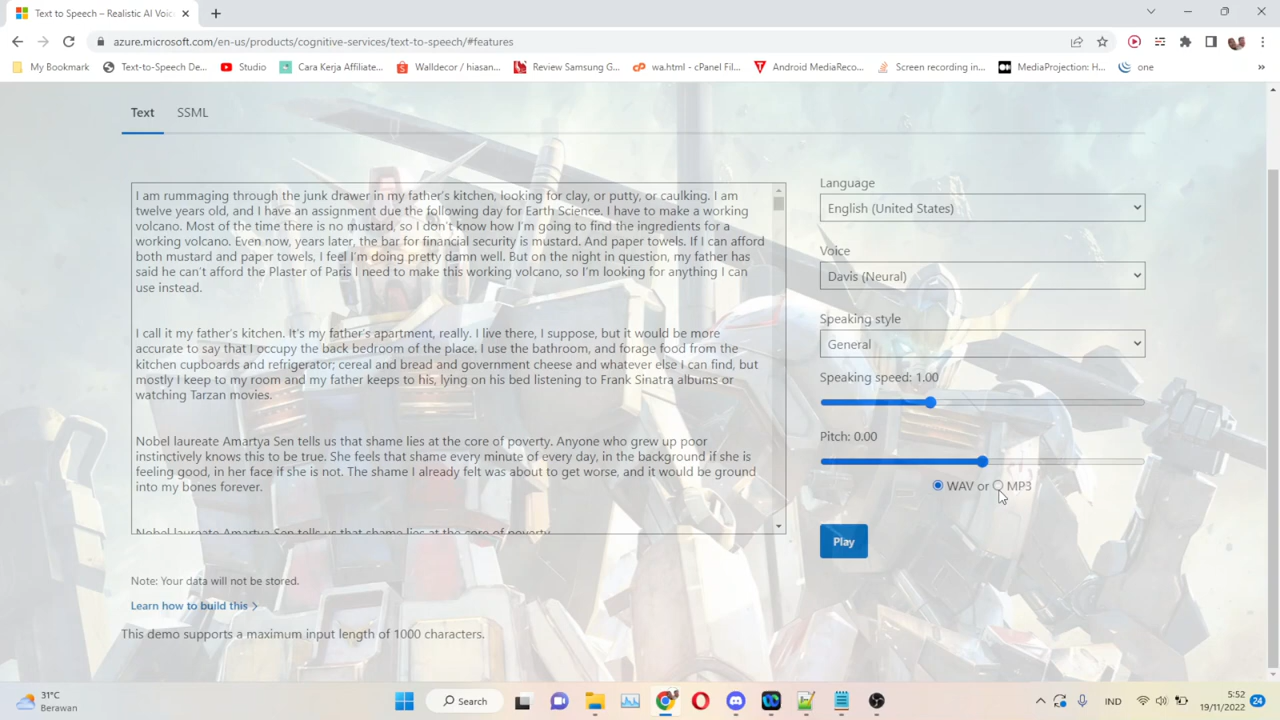 Text to Speech – Realistic AI Voic
azure.microsoft.com/en-us/products/cognitive-services/text-to-speech/#features
My Bookmark
Text-to-Speech De...
Studio
Cara Kerja Affiliate...
Walldecor / hiasan...
Review Samsung G...
wa.html - cPanel Fil...
Android MediaReco...
Screen recording in...
MediaProjection: H...
one
Text
SSML
I am rummaging through the junk drawer in my father's kitchen, looking for clay, or putty, or caulking. I am
twelve years old, and I have an assignment due the following day for Earth Science. I have to make a working
volcano. Most of the time there is no mustard, so I don't know how I'm going to find the ingredients for a
working volcano. Even now, years later, the bar for financial security is mustard. And paper towels. If I can afford
both mustard and paper towels, I feel I'm doing pretty damn well. But on the night in question, my father has
said he can't afford the Plaster of Paris I need to make this working volcano, so I'm looking for anything I can
use instead.
I call it my father's kitchen. It's my father's apartment, really. I live there, I suppose, but it would be more
accurate to say that I occupy the back bedroom of the place. I use the bathroom, and forage food from the
kitchen cupboards and refrigerator; cereal and bread and government cheese and whatever else I can find, but
mostly I keep to my room and my father keeps to his, lying on his bed listening to Frank Sinatra albums or
watching Tarzan movies.
Nobel laureate Amartya Sen tells us that shame lies at the core of poverty. Anyone who grew up poor
instinctively knows this to be true. She feels that shame every minute of every day, in the background if she is
feeling good, in her face if she is not. The shame I already felt was about to get worse, and it would be ground
into my bones forever.
Nobel laureate Amartya Sen tells us that shame lies at the core of poverty.
Language
English (United States)
Voice
Davis (Neural)
Speaking style
General
Speaking speed: 1.00
Pitch: 0.00
WAV or MP3
Play
Note: Your data will not be stored.
Learn how to build this
This demo supports a maximum input length of 1000 characters.
31°C
Berawan
Search
IND
5:52
19/11/2022
24